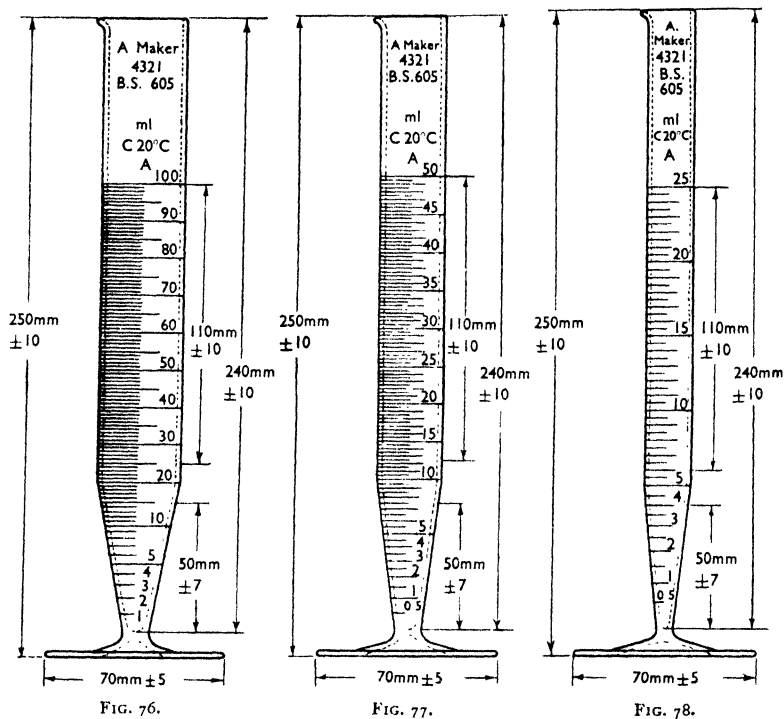 A Maker
4321
B.S. 605
ml
C 20°C
A
100
90
80
70
60
50
40
30
20
10
5
4
3
2
1
250mm
±10
110mm
±10
240mm
±10
50mm
±7
70mm±5
FIG. 76.
A Maker
4321
B.S. 605
ml
C 20°C
A
50
45
40
35
30
25
20
15
10
5
4
3
2
1
0 5
250mm
±10
110mm
±10
240mm
±10
50mm
±7
70mm±5
FIG. 77.
A.
Maker
4321
B.S.
605
ml
C 20°C
A
25
20
15
10
5
4
3
2
1
0 5
250mm
±10
110mm
±10
240mm
±10
50mm
±7
70mm±5
FIG. 78.